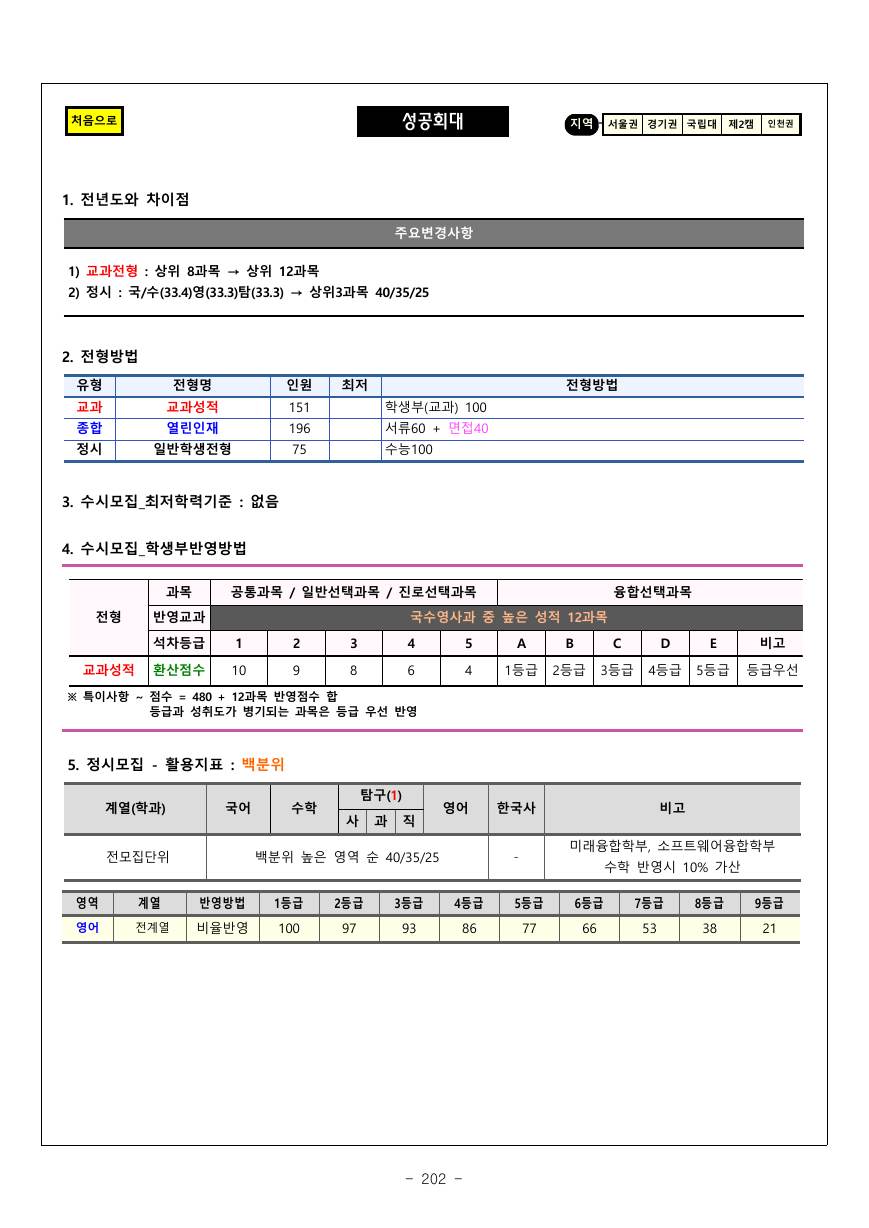 처음으로
성공회대
지역 서울권 경기권 국립대 제2캠 인천권
1. 전년도와 차이점
주요변경사항
1) 교과전형 : 상위 8과목 → 상위 12과목
2) 정시 : 국/수(33.4)영(33.3)탐(33.3) → 상위3과목 40/35/25
2. 전형방법
유형 전형명 인원 최저 전형방법
교과 교과성적 151 학생부(교과) 100
종합 열린인재 196 서류60 + 면접40
정시 일반학생전형 75 수능100
3. 수시모집_최저학력기준 : 없음
4. 수시모집_학생부반영방법
전형 과목 공통과목 / 일반선택과목 / 진로선택과목 융합선택과목
반영교과 국수영사과 중 높은 성적 12과목
석차등급 1 2 3 4 5 A B C D E 비고
교과성적 환산점수 10 9 8 6 4 1등급 2등급 3등급 4등급 5등급 등급우선
※ 특이사항 ~ 점수 = 480 + 12과목 반영점수 합
등급과 성취도가 병기되는 과목은 등급 우선 반영
5. 정시모집 - 활용지표 : 백분위
계열(학과) 국어 수학 탐구(1) 영어 한국사 비고
사 과 직
전모집단위 백분위 높은 영역 순 40/35/25 - 미래융합학부, 소프트웨어융합학부
수학 반영시 10% 가산
영역 계열 반영방법 1등급 2등급 3등급 4등급 5등급 6등급 7등급 8등급 9등급
영어 전계열 비율반영 100 97 93 86 77 66 53 38 21
- 202 -